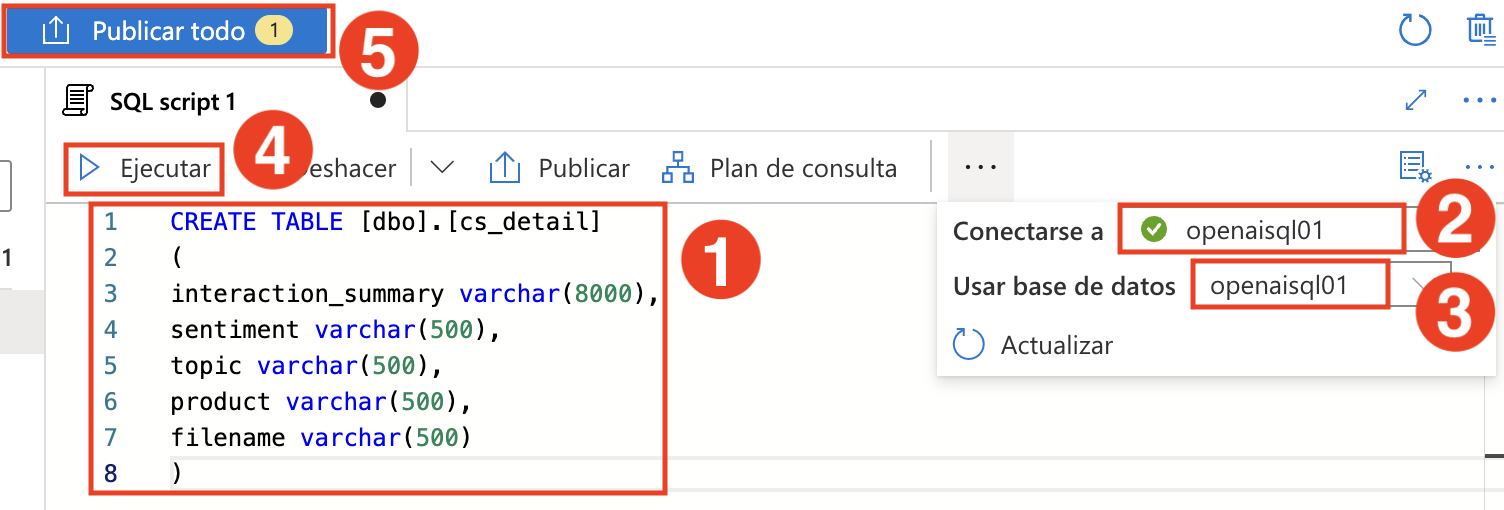 Publicar todo 1
5
SQL script 1
4
Ejecutar eshacer Publicar Plan de consulta ...
1 CREATE TABLE [dbo].[cs_detail]
2 (
3 interaction_summary varchar(8000),
4 sentiment varchar(500),
5 topic varchar(500),
6 product varchar(500),
7 filename varchar(500)
8 )
1
1
Conectarse a openaisql01
2
Usar base de datos openaisql01
3
Actualizar